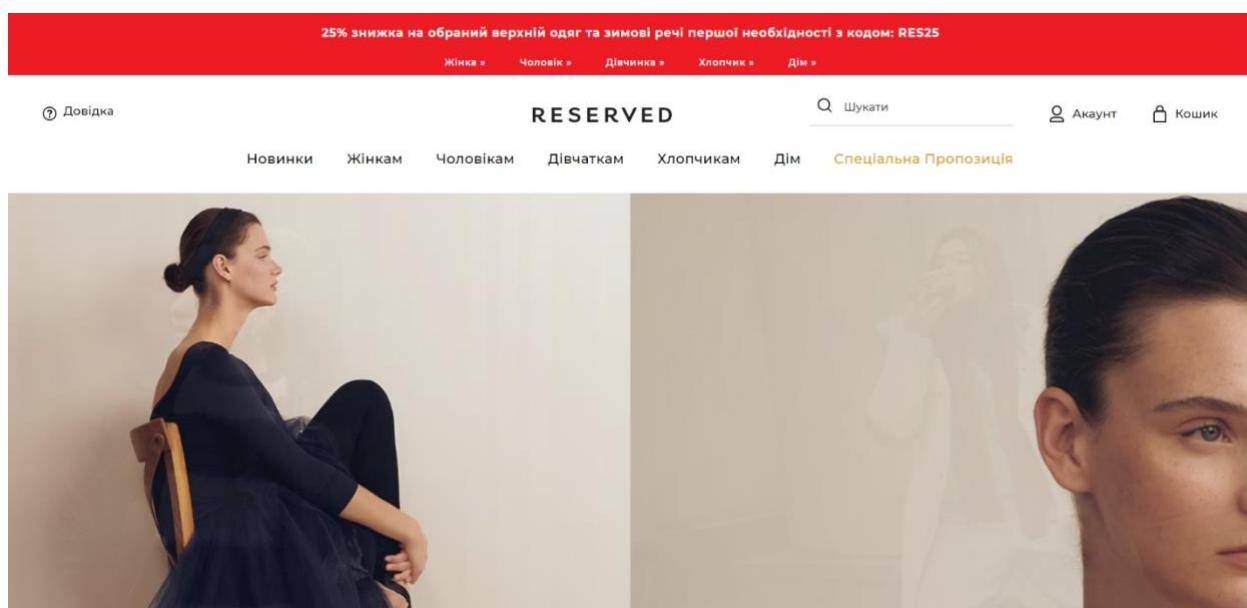 25% знижка на обраний верхній одяг та зимові речі першої необхідності з кодом: RES25
Жінка » Чоловік » Дівчинка » Хлопчик » Дім »
Довідка RESERVED Шукати Акаунт Кошик
Новинки Жінкам Чоловікам Дівчаткам Хлопчикам Дім Спеціальна Пропозиція